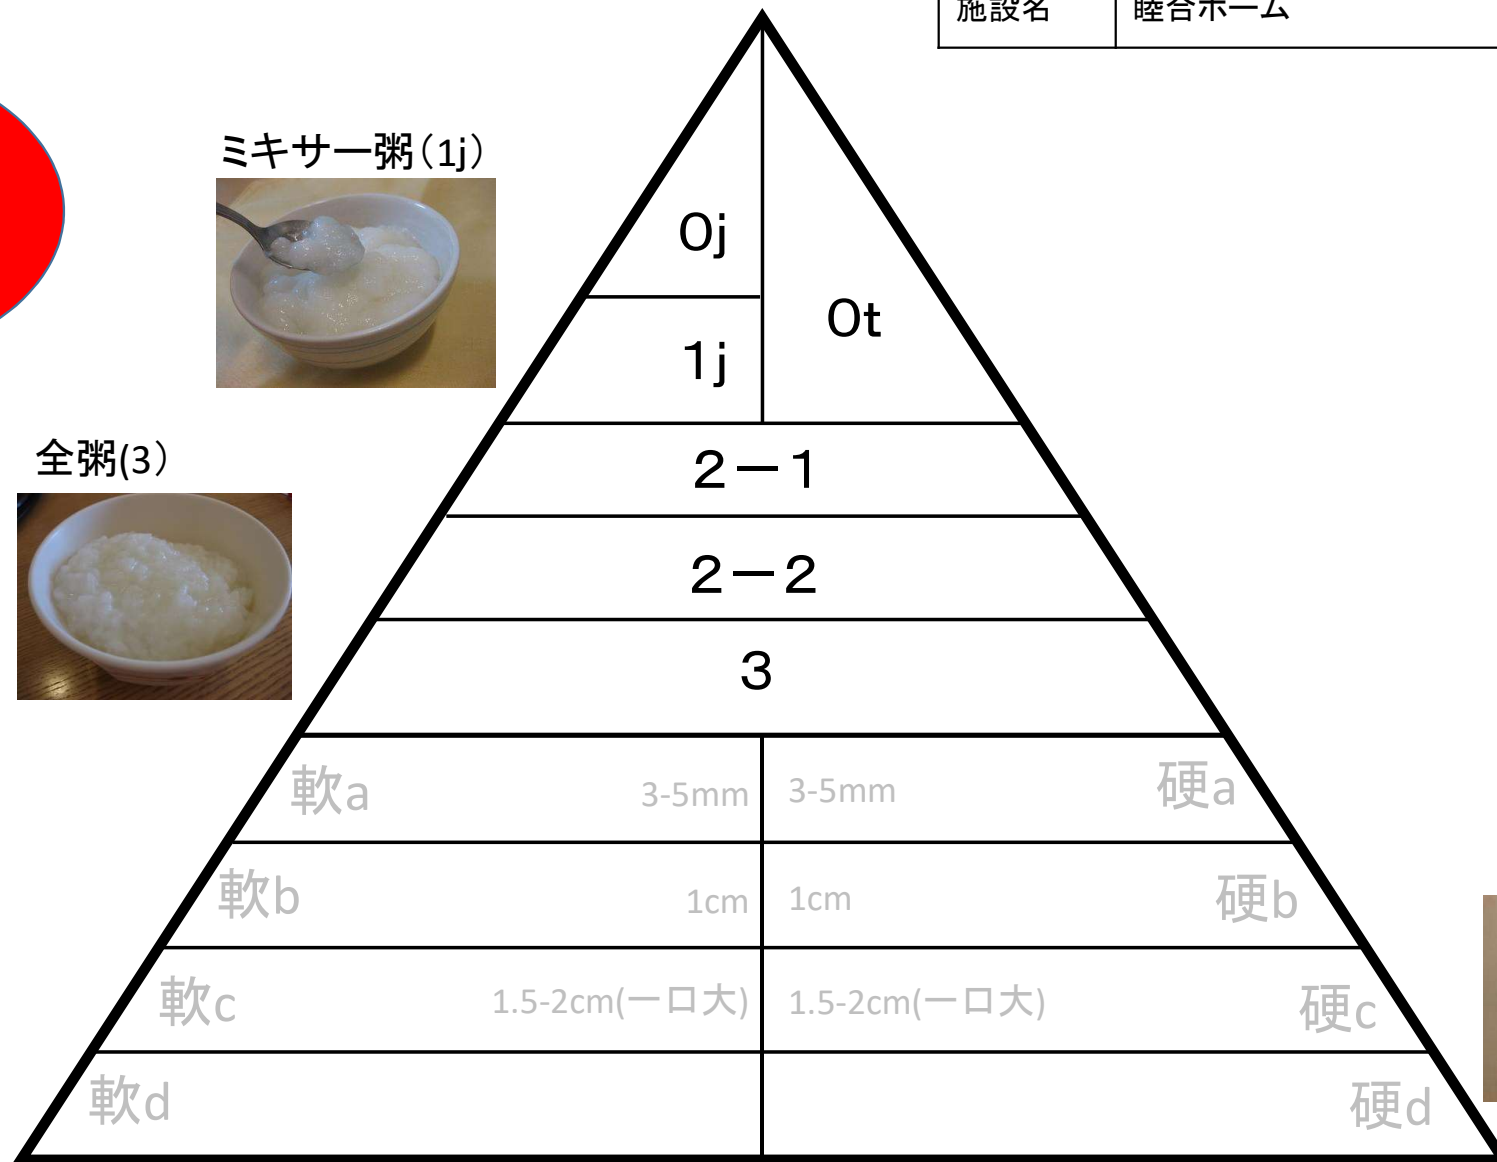 施設名 睦合ホーム
ミキサー粥(1j)
0j
0t
1j
全粥(3)
2－1
2－2
3
軟a 3-5mm 3-5mm 硬a
軟b 1cm 1cm 硬b
軟c 1.5-2cm(一口大) 1.5-2cm(一口大) 硬c
軟d 硬d